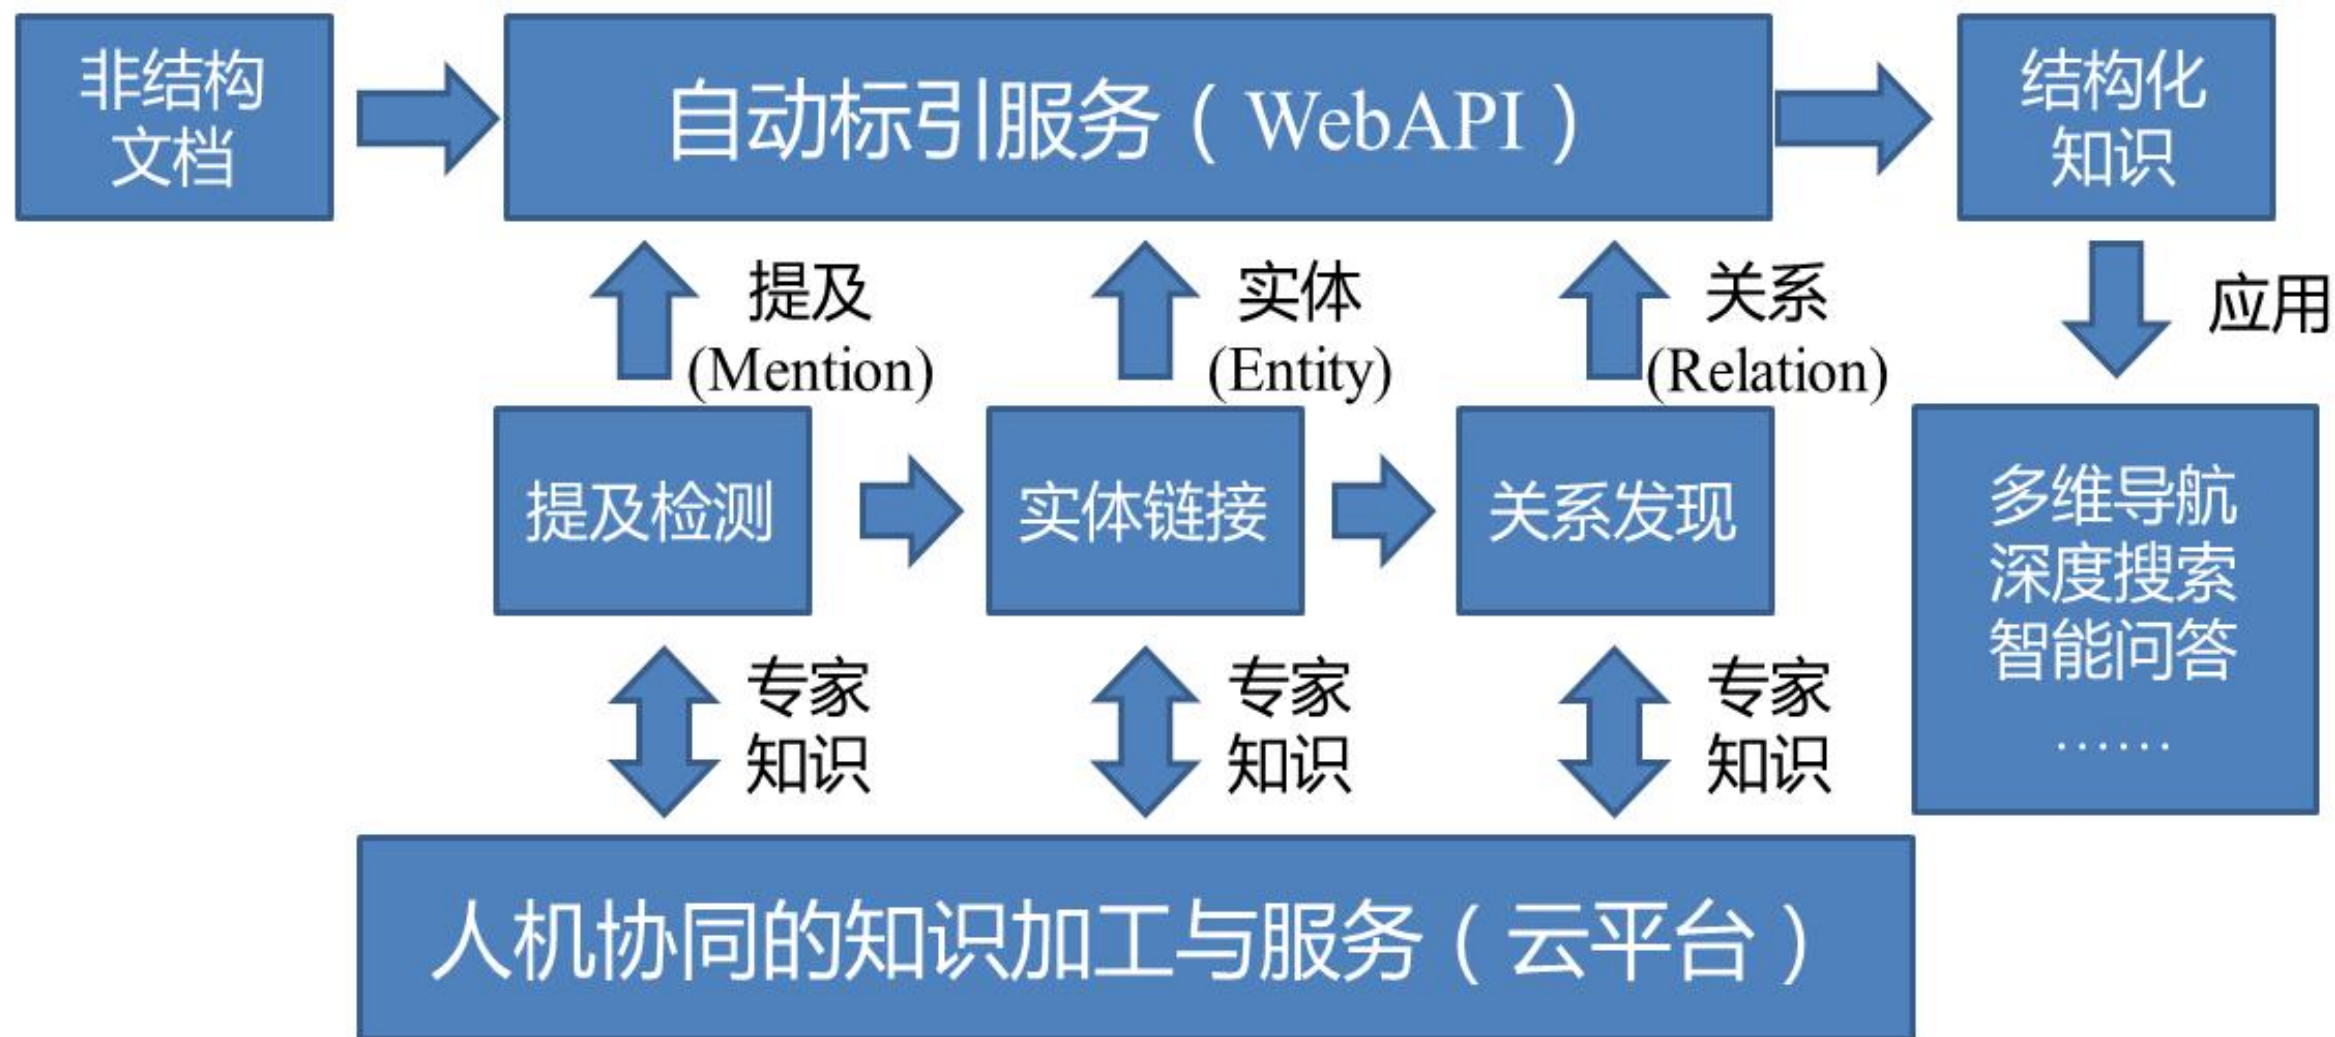 非结构
文档
自动标引服务（WebAPI）
结构化
知识
提及
(Mention)
实体
(Entity)
关系
(Relation)
应用
提及检测
实体链接
关系发现
多维导航
深度搜索
智能问答
……
专家
知识
专家
知识
专家
知识
人机协同的知识加工与服务（云平台）